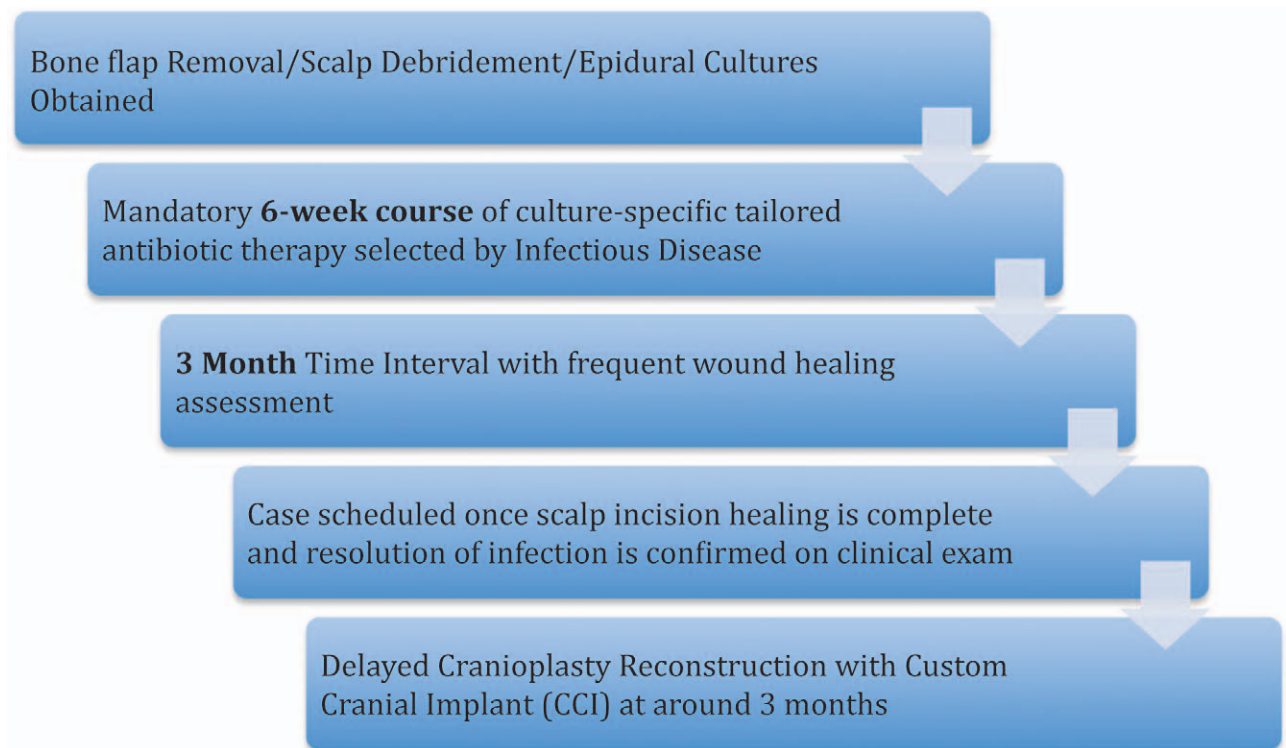 Bone flap Removal/Scalp Debridement/Epidural Cultures
Obtained
Mandatory 6-week course of culture-specific tailored
antibiotic therapy selected by Infectious Disease
3 Month Time Interval with frequent wound healing
assessment
Case scheduled once scalp incision healing is complete
and resolution of infection is confirmed on clinical exam
Delayed Cranioplasty Reconstruction with Custom
Cranial Implant (CCI) at around 3 months